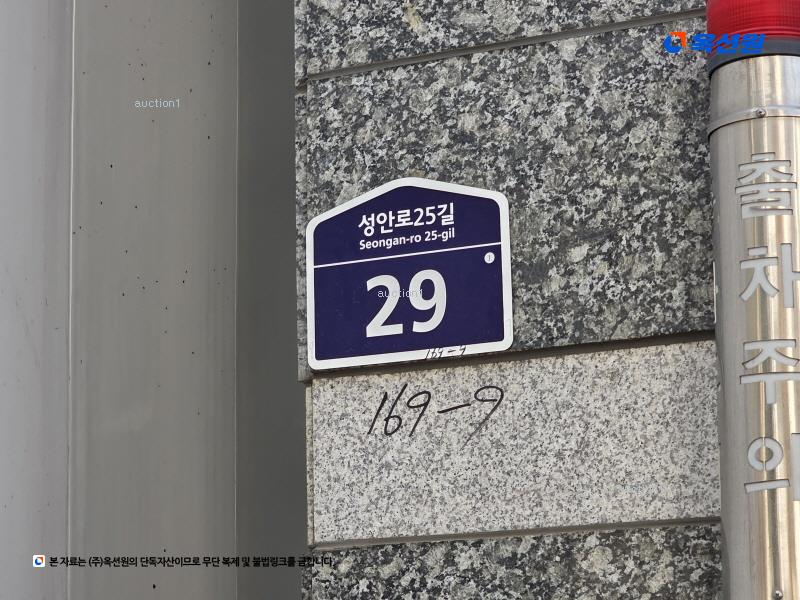 옥션원
auction1
성안로25길
Seongan-ro 25-gil
29
auction1
169-9
169-9
출차주의
본 자료는 (주)옥션원의 단독자산이므로 무단 복제 및 불법링크를 금합니다.